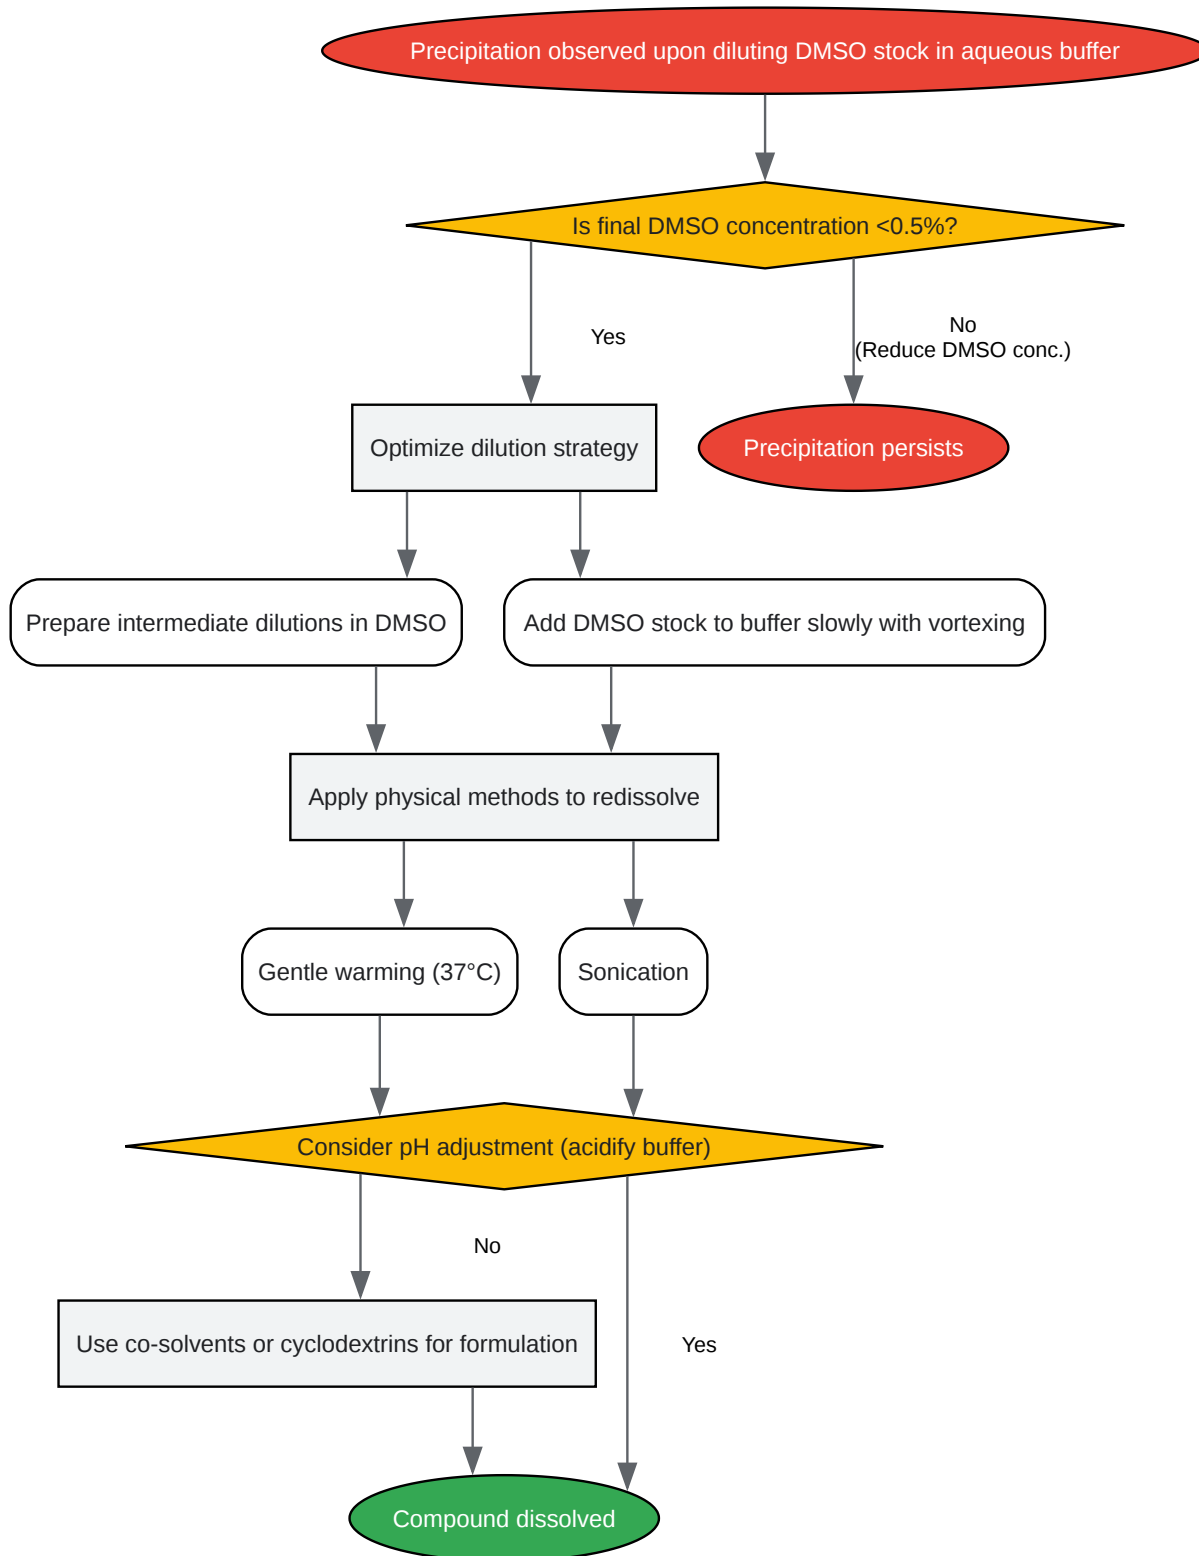 Precipitation observed upon diluting DMSO stock in aqueous buffer
Is final DMSO concentration <0.5%?
Yes
No
(Reduce DMSO conc.)
Optimize dilution strategy
Precipitation persists
Prepare intermediate dilutions in DMSO
Add DMSO stock to buffer slowly with vortexing
Apply physical methods to redissolve
Gentle warming (37°C)
Sonication
Consider pH adjustment (acidify buffer)
No
Use co-solvents or cyclodextrins for formulation
Yes
Compound dissolved